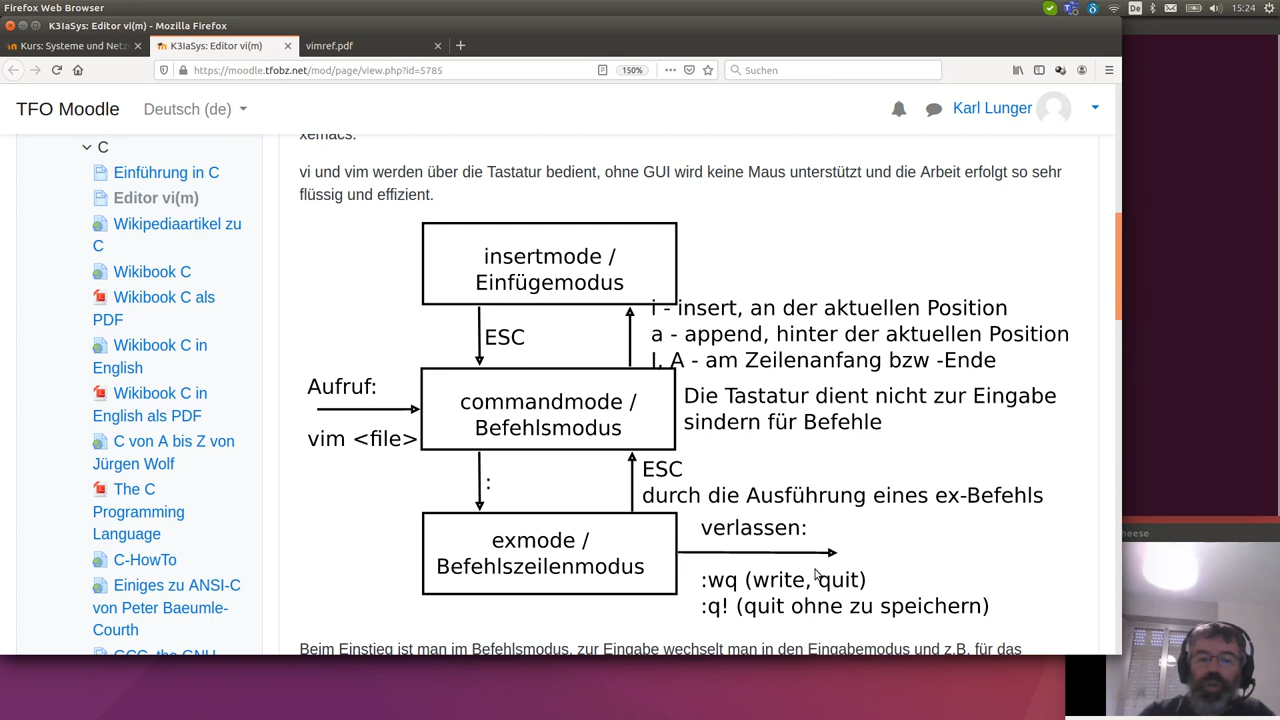 Firefox Web Browser
De
15:24
K3IaSys: Editor vi(m) - Mozilla Firefox
Kurs: Systeme und Netz
K3IaSys: Editor vi(m)
vimref.pdf
https://moodle.tfobz.net/mod/page/view.php?id=5785
150%
Suchen
TFO Moodle
Deutsch (de)
Karl Lunger
C
Einführung in C
Editor vi(m)
Wikipediaartikel zu
C
Wikibook C
Wikibook C als
PDF
Wikibook C in
English
Wikibook C in
English als PDF
C von A bis Z von
Jürgen Wolf
The C
Programming
Language
C-HowTo
Einiges zu ANSI-C
von Peter Baeumle-
Courth
GCC, the GNU
xemacs.
vi und vim werden über die Tastatur bedient, ohne GUI wird keine Maus unterstützt und die Arbeit erfolgt so sehr
flüssig und effizient.
insertmode /
Einfügemodus
i - insert, an der aktuellen Position
a - append, hinter der aktuellen Position
I, A - am Zeilenanfang bzw -Ende
ESC
Aufruf:
vim <file>
commandmode /
Befehlsmodus
Die Tastatur dient nicht zur Eingabe
sindern für Befehle
:
ESC
durch die Ausführung eines ex-Befehls
exmode /
Befehlszeilenmodus
verlassen:
:wq (write, quit)
:q! (quit ohne zu speichern)
Beim Einstieg ist man im Befehlsmodus, zur Eingabe wechselt man in den Eingabemodus und z.B. für das
heese